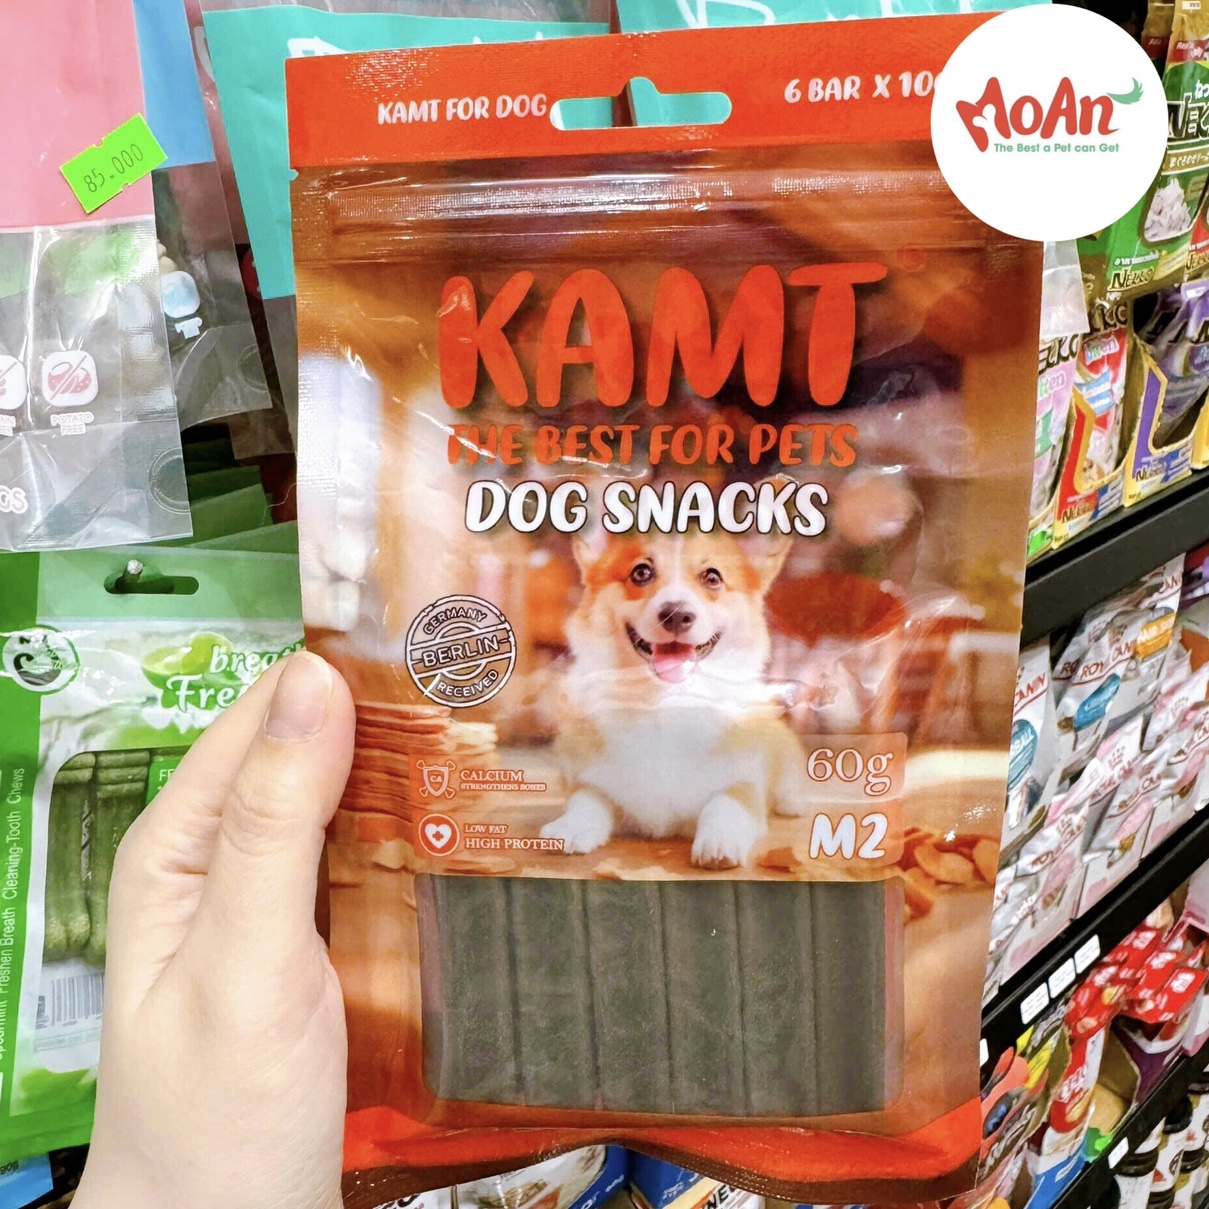 KAMT FOR DOG
6 BAR X
MoAn
The Best a Pet can Get
85.000
KAMT
THE BEST FOR PETS
DOG SNACKS
GERMANY
BERLIN
RECEIVED
CA
CALCIUM
STRENGTHENS BONES
LOW FAT
HIGH PROTEIN
60g
M2
POTATO
FREE
Freshen Breath Cleaning-Tooth Chews